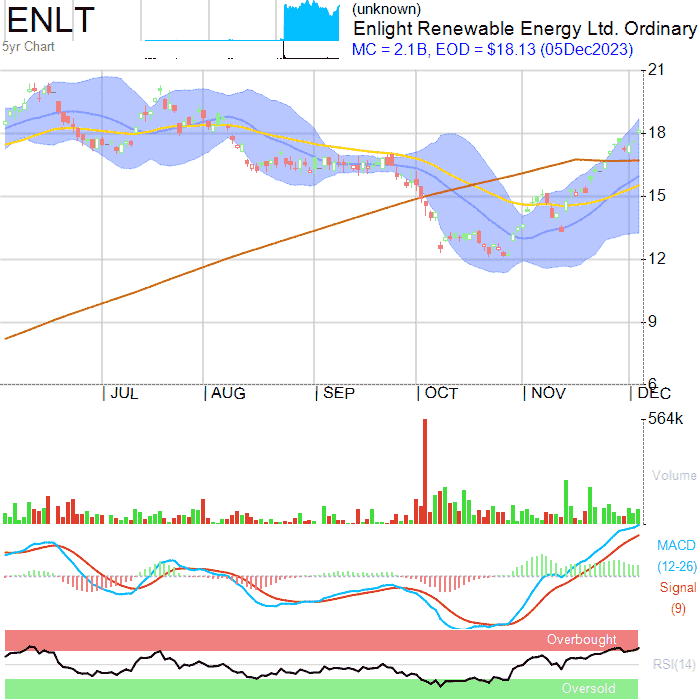 ENLT
5yr Chart
(unknown)
Enlight Renewable Energy Ltd. Ordinary
MC = 2.1B, EOD = $18.13 (05Dec2023)
21
18
15
12
9
6
JUL
AUG
SEP
OCT
NOV
DEC
564k
Volume
MACD
(12-26)
Signal
(9)
Overbought
RSI(14)
Oversold